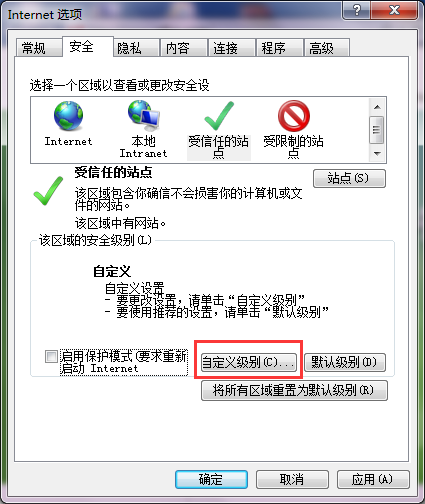 Internet 选项
常规 安全 隐私 内容 连接 程序 高级
选择一个区域以查看或更改安全设
Internet 本地 受信任的站 受限制的站
Intranet 点 点
受信任的站点
站点(S)
该区域包含你确信不会损害你的计算机或文
件的网站。
该区域中有网站。
该区域的安全级别(L)
自定义
自定义设置
- 要更改设置,请单击“自定义级别”
- 要使用推荐的设置,请单击“默认级别”
启用保护模式(要求重新
启动 Internet
自定义级别(C)... 默认级别(D)
将所有区域重置为默认级别(R)
确定 取消 应用(A)